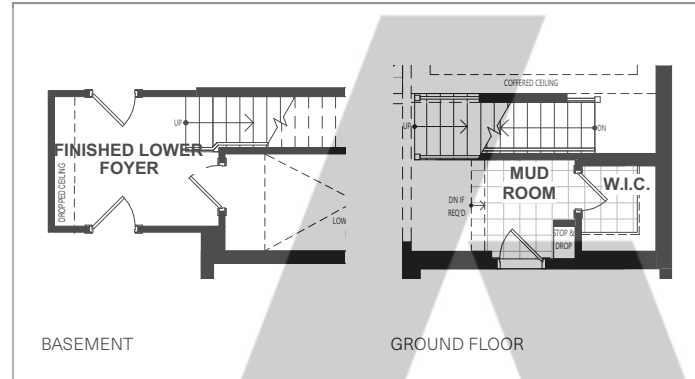 UP
FINISHED LOWER
FOYER
DROPPED CEILING
LOW
BASEMENT
COFFERED CEILING
UP
DN
MUD
ROOM
W.I.C.
DN IF
REQ'D
STOP &
DROP
GROUND FLOOR